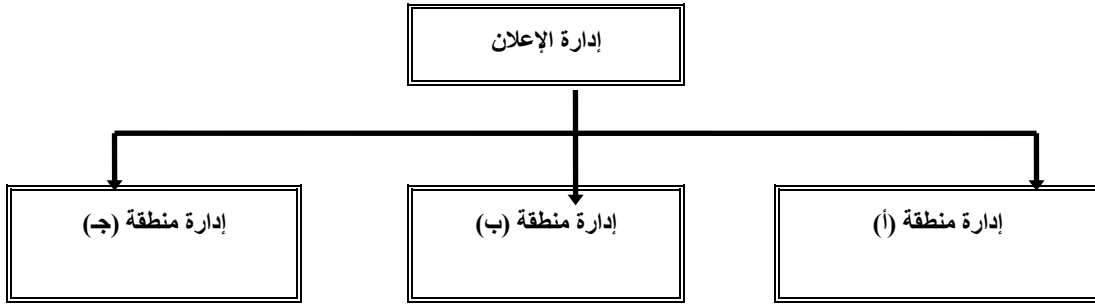 إدارة الإعلان
إدارة منطقة (أ)
إدارة منطقة (ب)
إدارة منطقة (جـ)